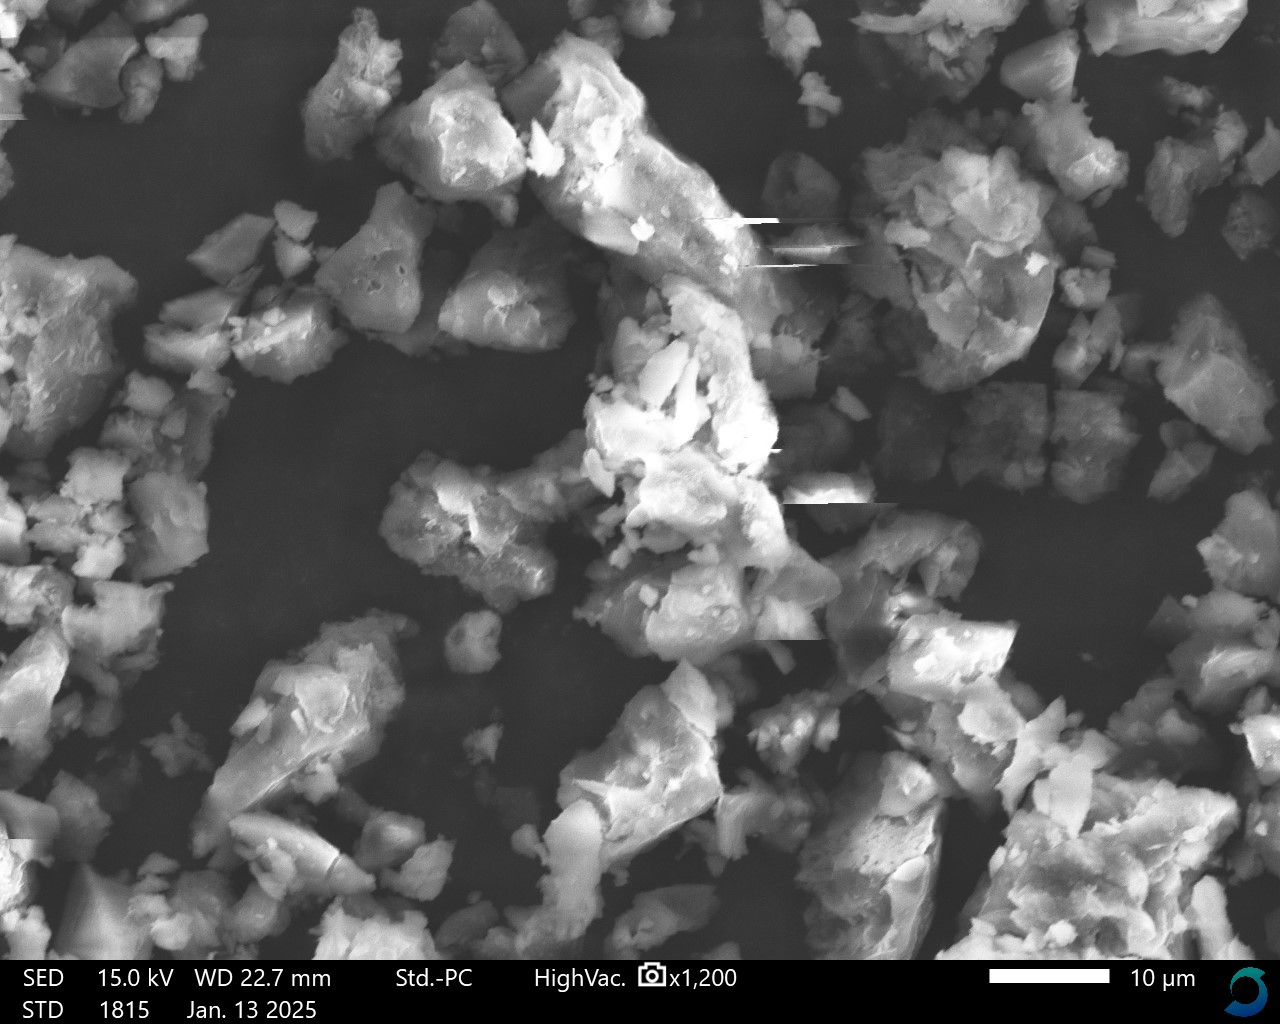 SED 15.0 kV WD 22.7 mm Std.-PC HighVac. x1,200 10 µm
STD 1815 Jan. 13 2025